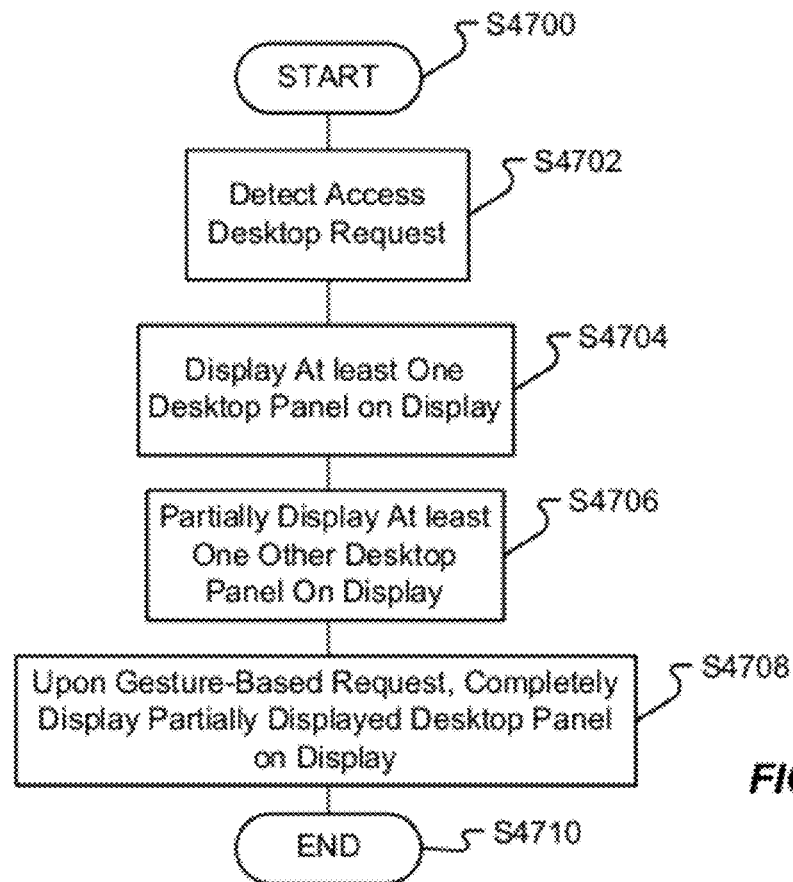 S4700
START
S4702
Detect Access
Desktop Request
S4704
Display At least One
Desktop Panel on Display
S4706
Partially Display At least
One Other Desktop
Panel On Display
S4708
Upon Gesture-Based Request, Completely
Display Partially Displayed Desktop Panel
on Display
END
S4710